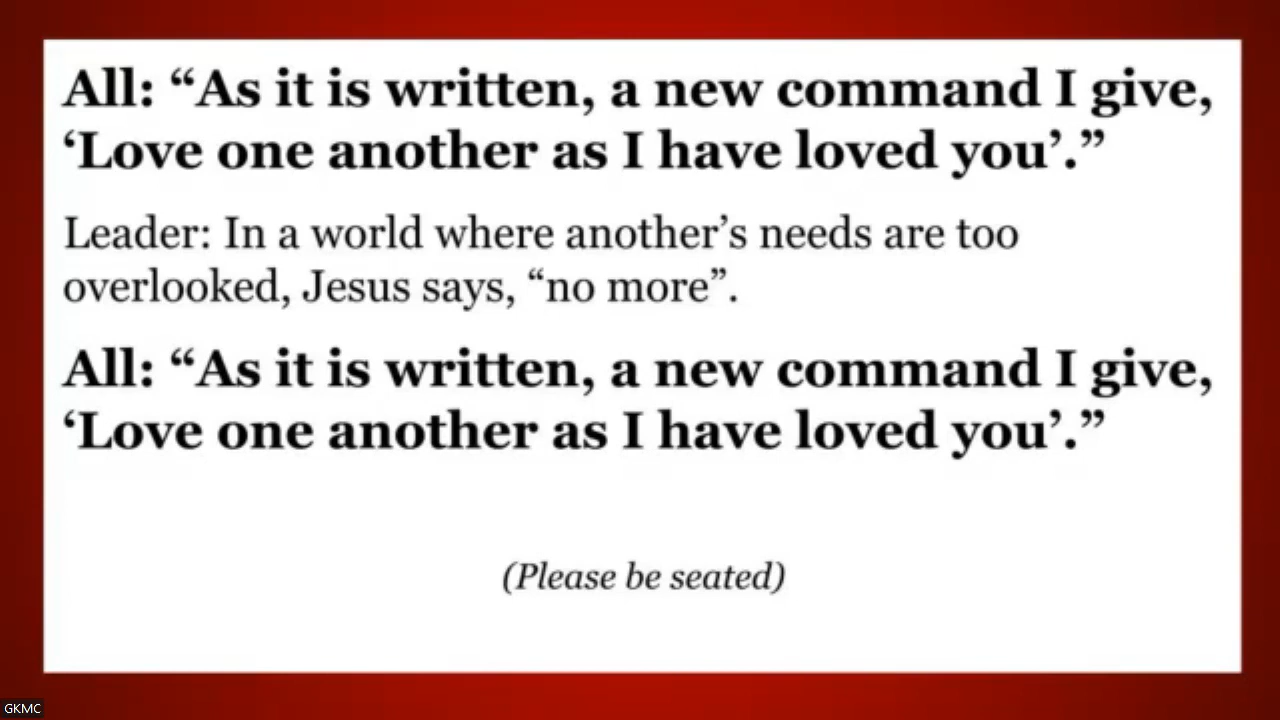 All: “As it is written, a new command I give,
‘Love one another as I have loved you’.”
Leader: In a world where another’s needs are too
overlooked, Jesus says, “no more”.
All: “As it is written, a new command I give,
‘Love one another as I have loved you’.”
(Please be seated)
GKMC